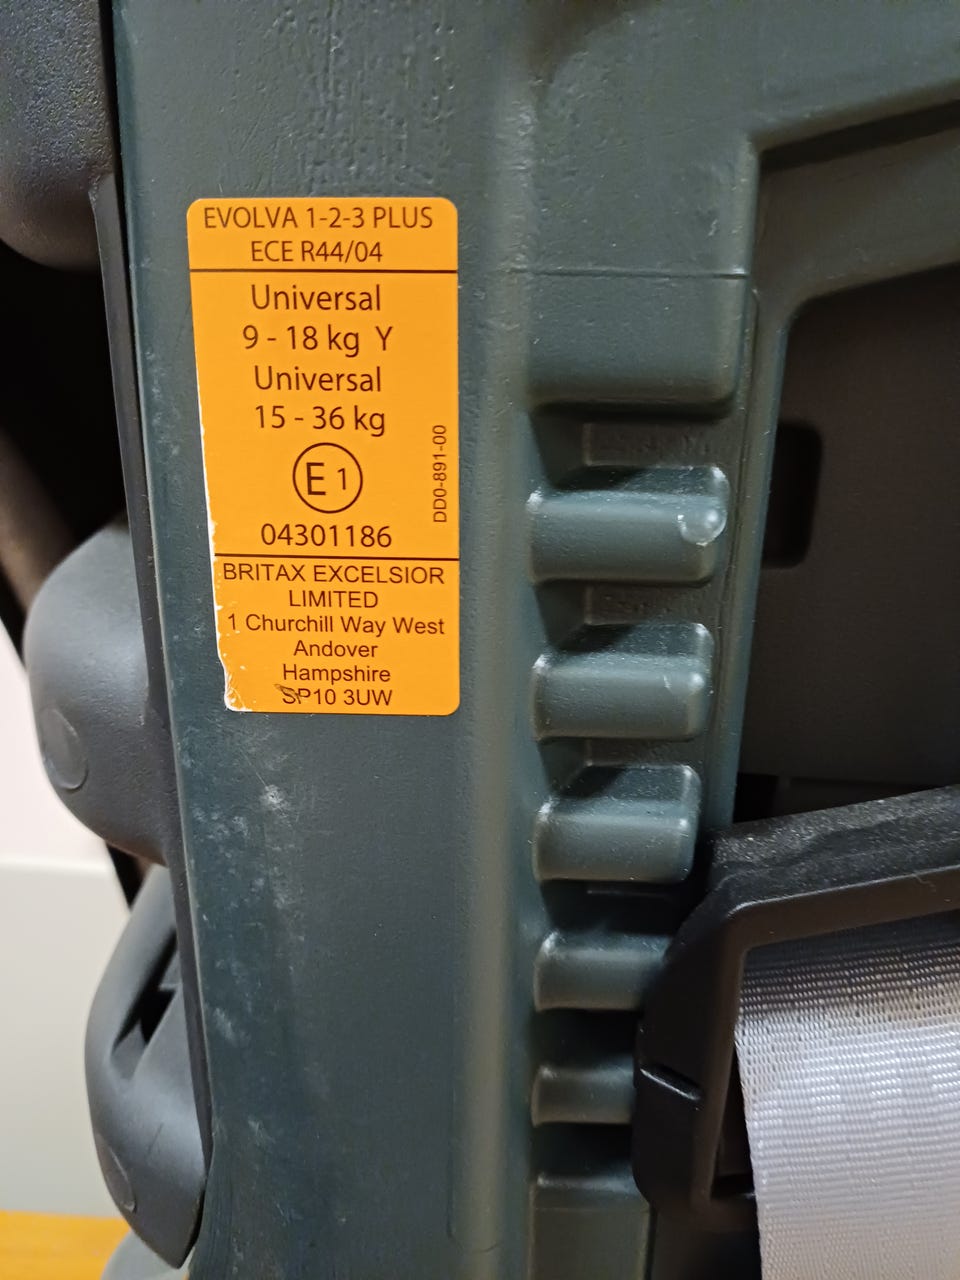 EVOLVA 1-2-3 PLUS
ECE R44/04
Universal
9 - 18 kg Y
Universal
15 - 36 kg
E 1
04301186
DD0-891-00
BRITAX EXCELSIOR
LIMITED
1 Churchill Way West
Andover
Hampshire
SP10 3UW